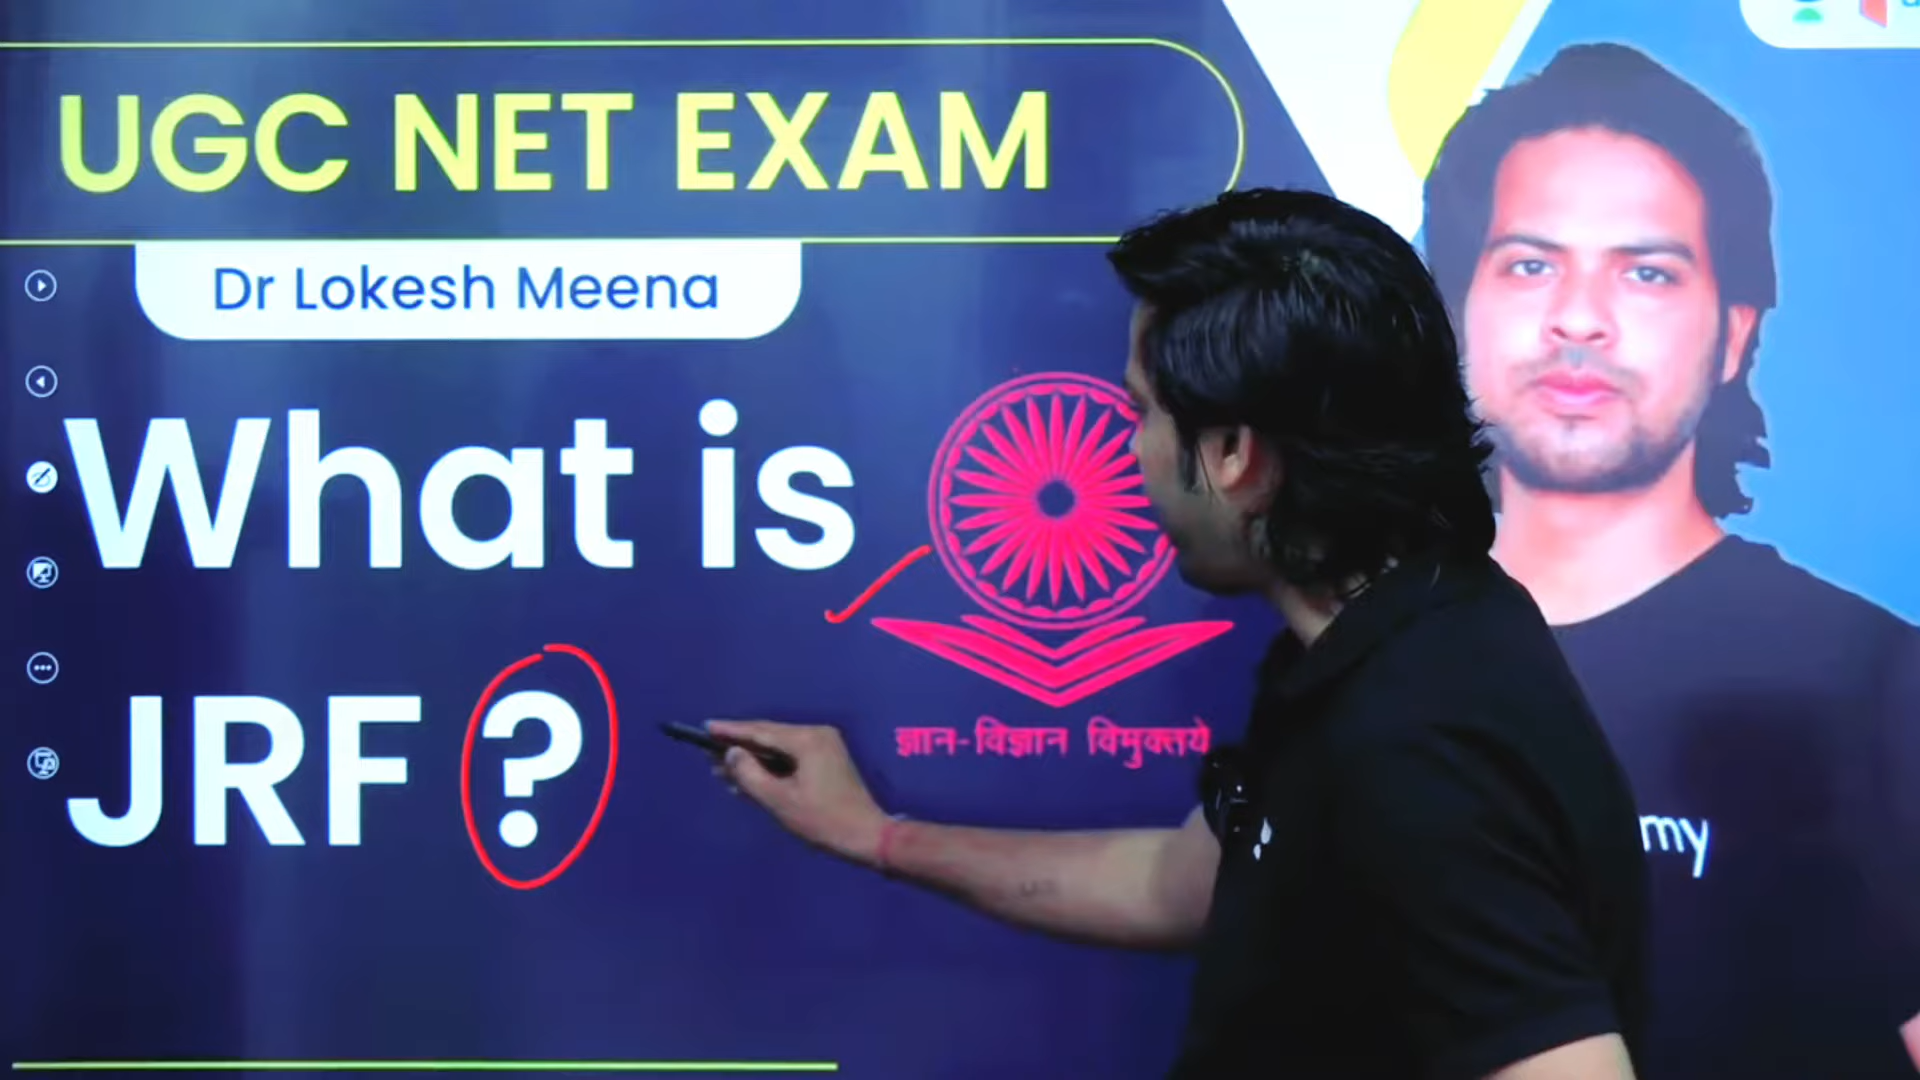 UGC NET EXAM
Dr Lokesh Meena
What is
JRF ?
ज्ञान-विज्ञान विमुक्तये
my